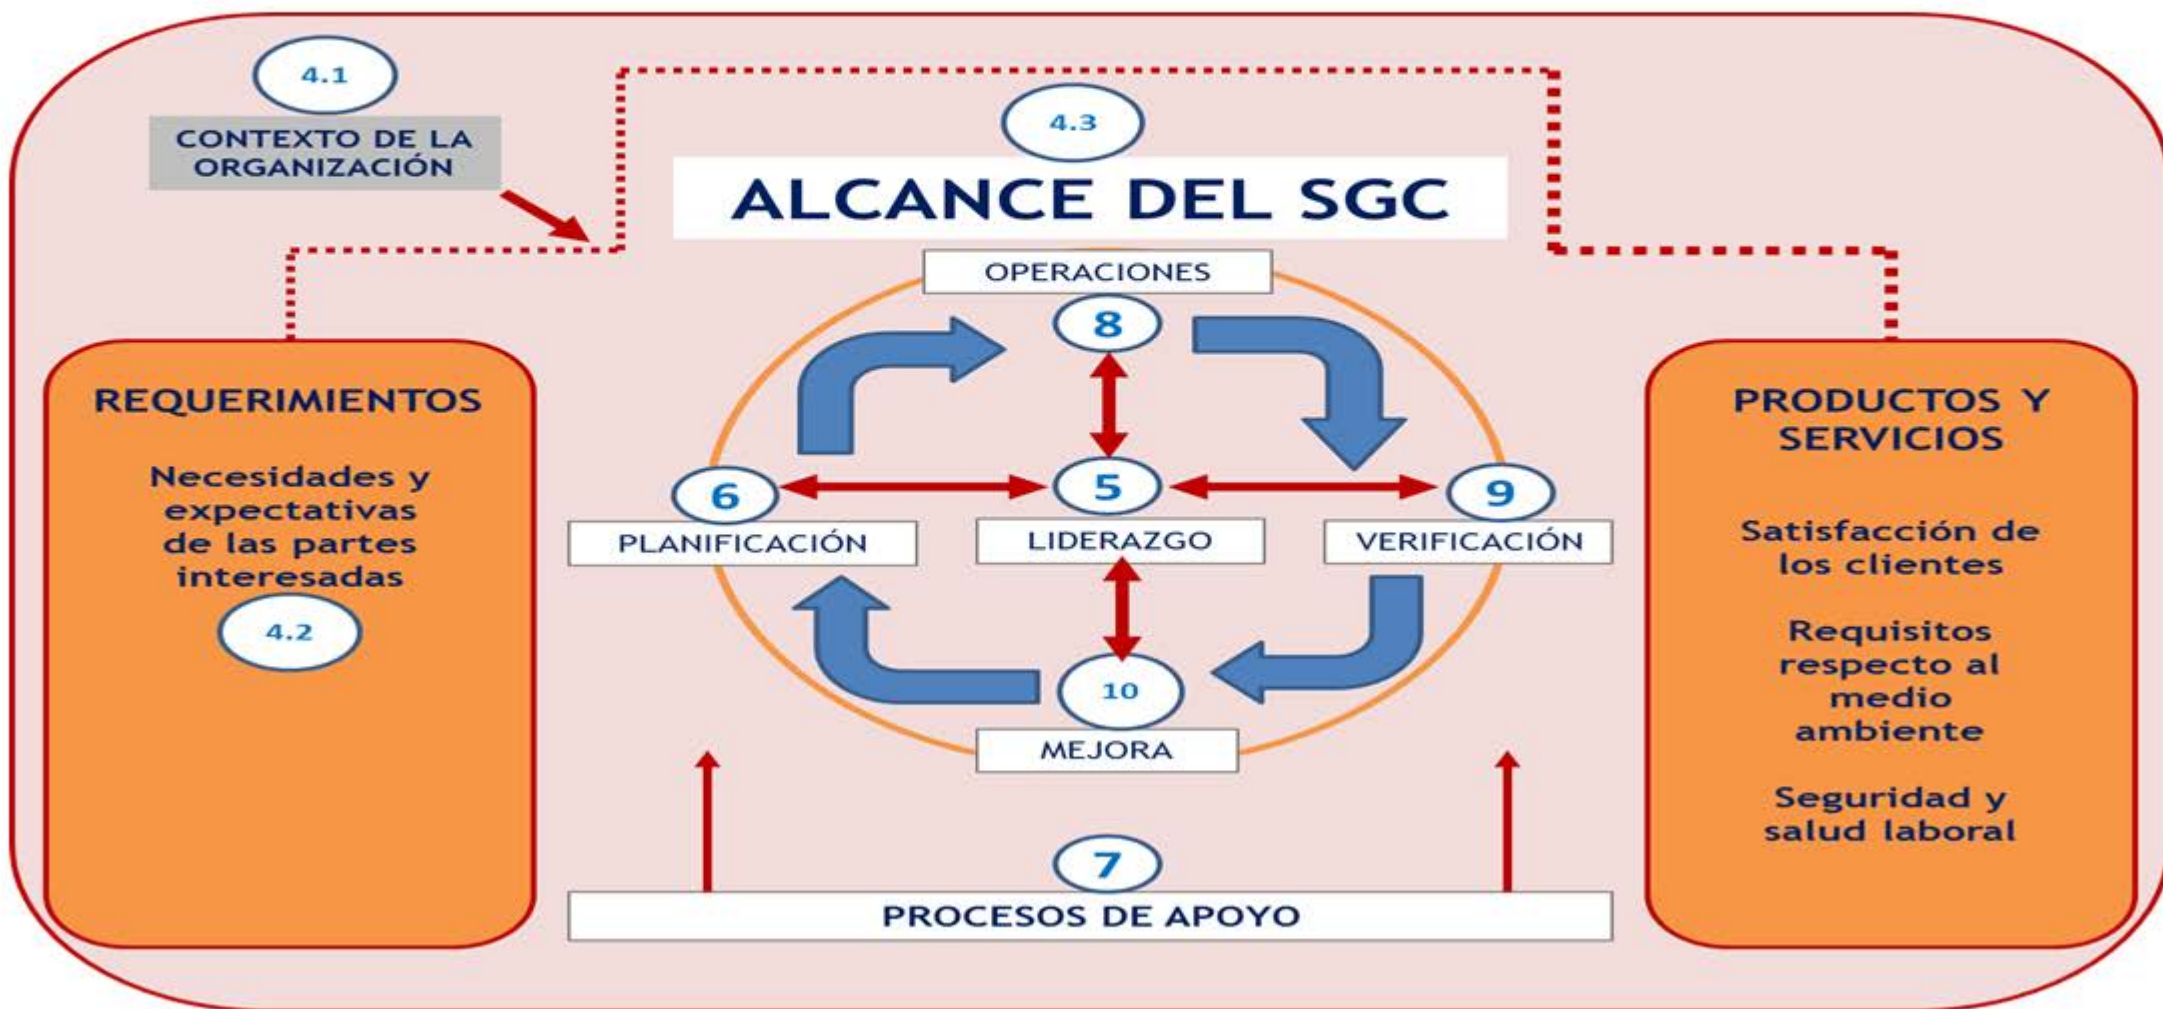 4.1
CONTEXTO DE LA
ORGANIZACIÓN
4.3
ALCANCE DEL SGC
OPERACIONES
8
REQUERIMIENTOS
Necesidades y
expectativas
de las partes
interesadas
4.2
6
PLANIFICACIÓN
5
LIDERAZGO
9
VERIFICACIÓN
10
MEJORA
7
PROCESOS DE APOYO
PRODUCTOS Y
SERVICIOS
Satisfacción de
los clientes
Requisitos
respecto al
medio
ambiente
Seguridad y
salud laboral